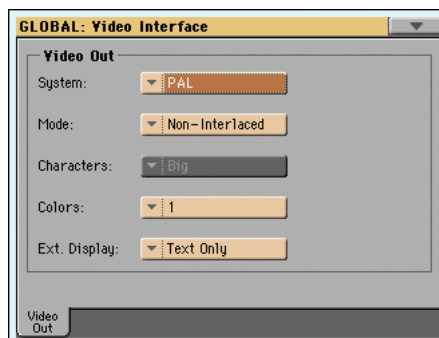 GLOBAL: Video Interface
Video Out
System: PAL
Mode: Non-Interlaced
Characters: Big
Colors: 1
Ext. Display: Text Only
Video
Out